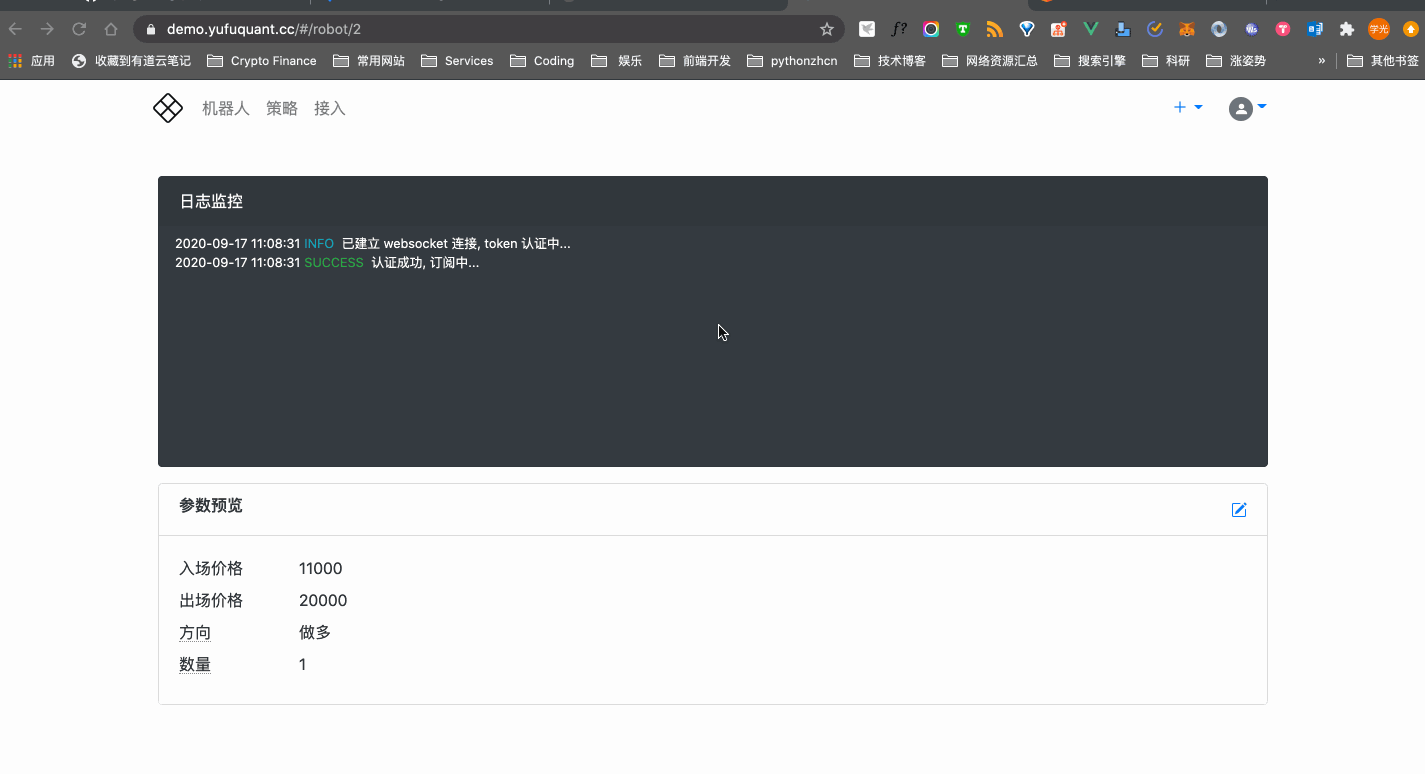 demo.yufuquant.cc/#/robot/2
应用 收藏到有道云笔记 Crypto Finance 常用网站 Services Coding 娱乐 前端开发 pythonzhcn 技术博客 网络资源汇总 搜索引擎 科研 涨姿势 » 其他书签
机器人 策略 接入
日志监控
2020-09-17 11:08:31 INFO 已建立 websocket 连接, token 认证中...
2020-09-17 11:08:31 SUCCESS 认证成功, 订阅中...
参数预览
入场价格 11000
出场价格 20000
方向 做多
数量 1